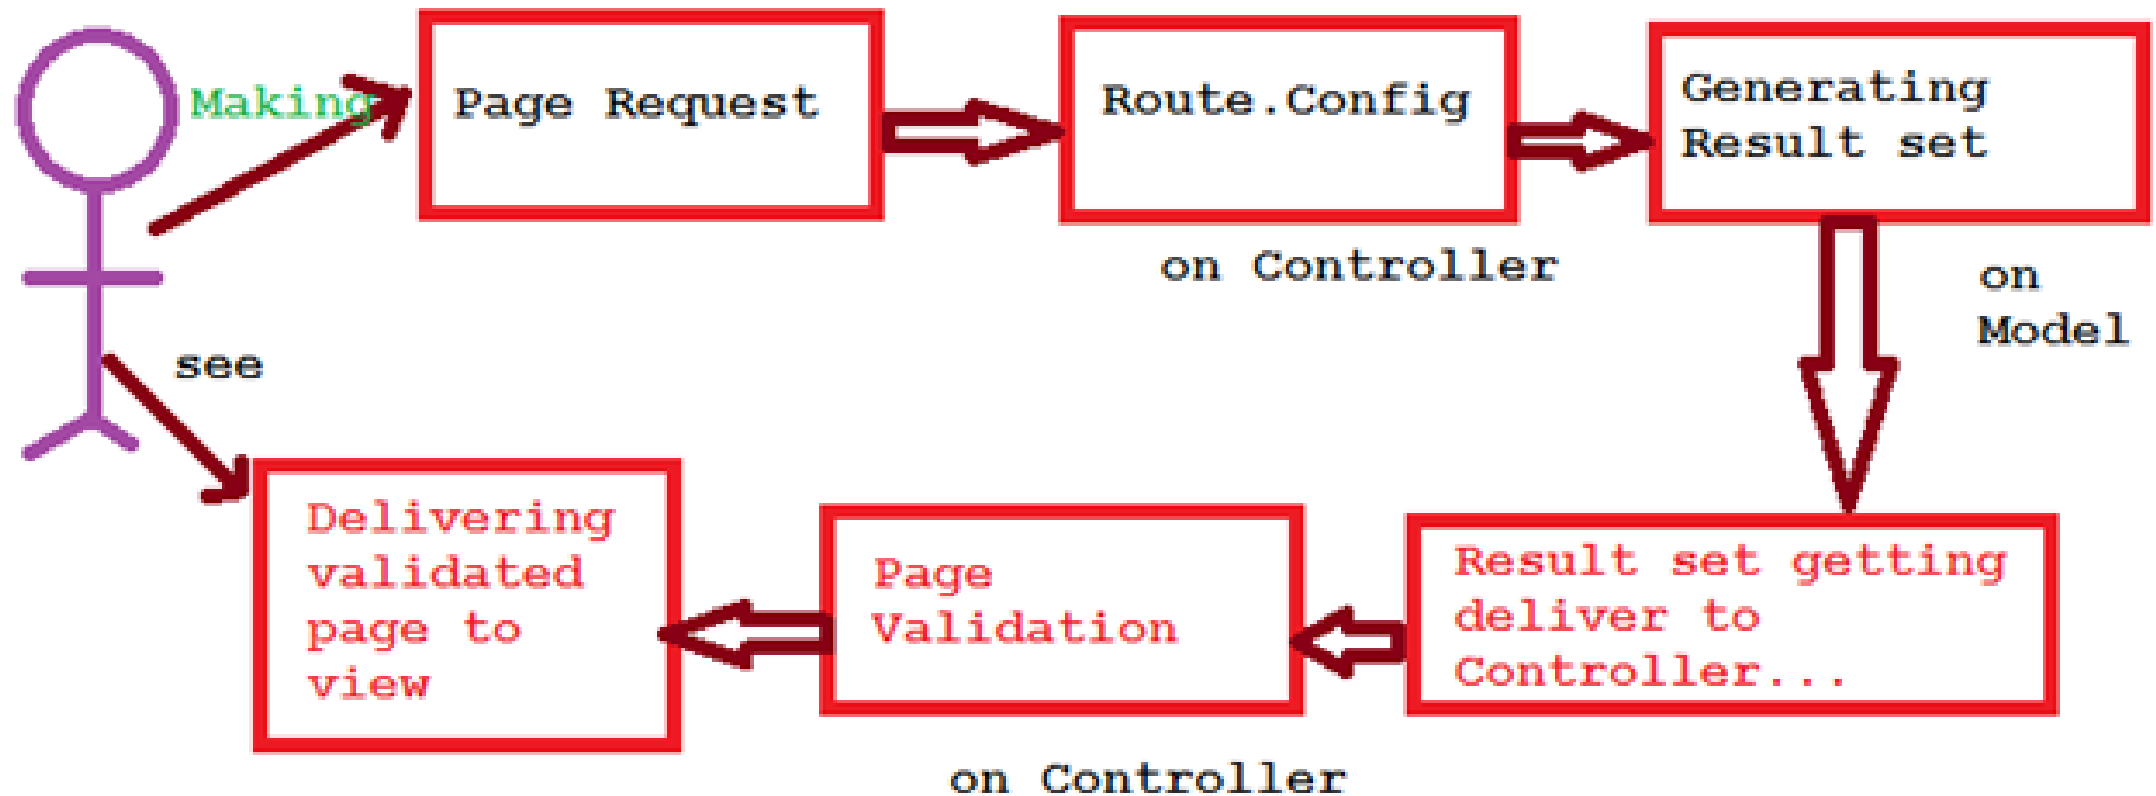 Making
Page Request
Route.Config
Generating
Result set
on Controller
on
Model
see
Delivering
validated
page to
view
Page
Validation
Result set getting
deliver to
Controller...
on Controller